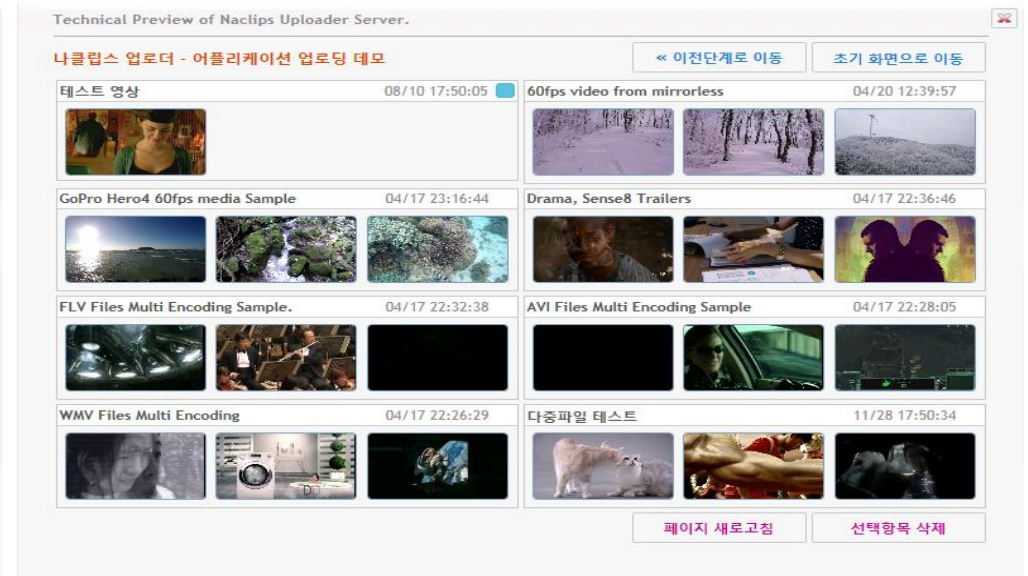 Technical Preview of Naclips Uploader Server.
나클립스 업로더 - 어플리케이션 업로딩 데모
« 이전단계로 이동
초기 화면으로 이동
테스트 영상 08/10 17:50:05
60fps video from mirrorless 04/20 12:39:57
GoPro Hero4 60fps media Sample 04/17 23:16:44
Drama, Sense8 Trailers 04/17 22:36:46
FLV Files Multi Encoding Sample. 04/17 22:32:38
AVI Files Multi Encoding Sample 04/17 22:28:05
WMV Files Multi Encoding 04/17 22:26:29
다중파일 테스트 11/28 17:50:34
페이지 새로고침
선택항목 삭제